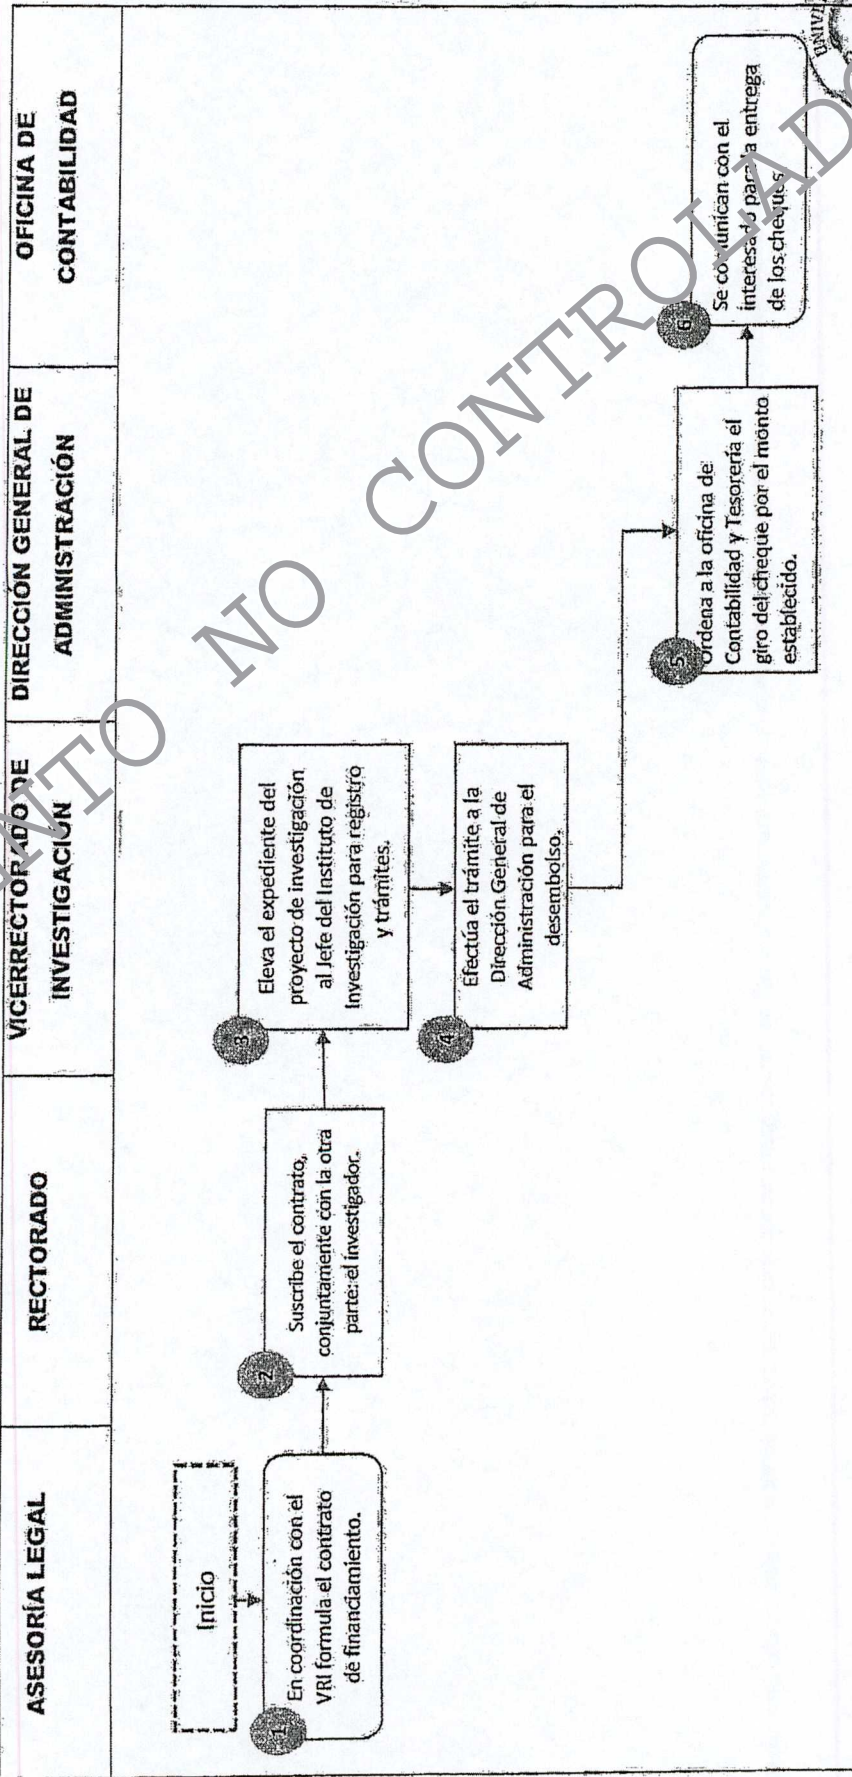 ASESORÍA LEGAL
RECTORADO
VICERRECTORADO DE
INVESTIGACIÓN
DIRECCIÓN GENERAL DE
ADMINISTRACIÓN
OFICINA DE
CONTABILIDAD
Inicio
1
En coordinación con el
VRI formula el contrato
de financiamiento.
2
Suscribe el contrato,
conjuntamente con la otra
parte: el investigador.
3
Eleva el expediente del
proyecto de investigación
al Jefe del Instituto de
Investigación para registro
y trámites.
4
Efectúa el trámite a la
Dirección General de
Administración para el
desembolso.
5
Ordena a la oficina de
Contabilidad y Tesorería el
giro del cheque por el monto
establecido.
6
Se comunican con el
interesado para la entrega
de los cheques.
NO CONTROLADO